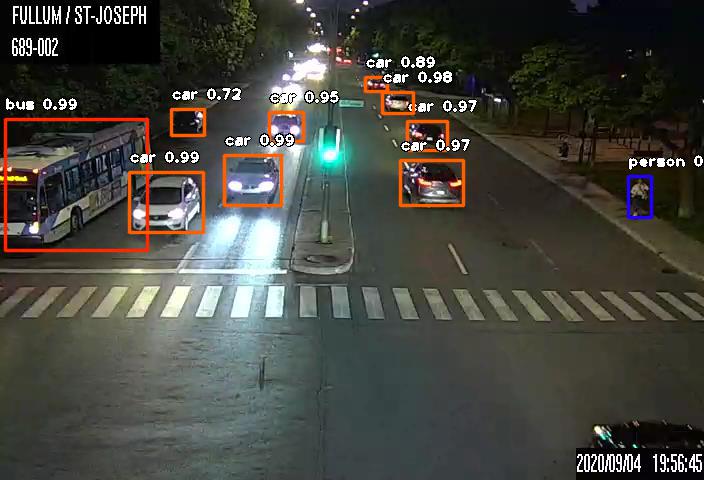 FULLUM / ST-JOSEPH
689-002
car 0.89
car 0.98
car 0.72
car 0.95
bus 0.99
car 0.97
car 0.99
car 0.97
car 0.99
person 0
2020/09/04 19:56:45